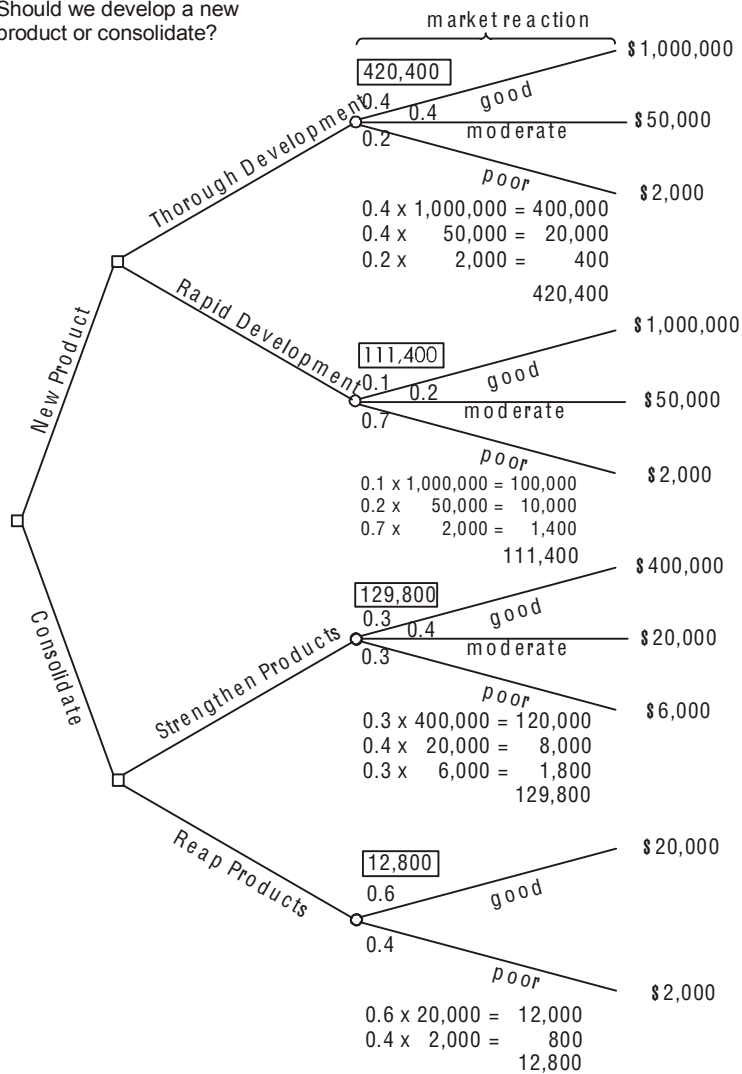 Should we develop a new
product or consolidate?
market reaction
$1,000,000
420,400
0.4
good
0.4
$50,000
moderate
0.2
Thorough Development
poor
$2,000
0.4 x 1,000,000 = 400,000
0.4 x 50,000 = 20,000
0.2 x 2,000 = 400
420,400
New Product
Rapid Development
$1,000,000
111,400
0.1
good
0.2
$50,000
moderate
0.7
poor
$2,000
0.1 x 1,000,000 = 100,000
0.2 x 50,000 = 10,000
0.7 x 2,000 = 1,400
111,400
Consolidate
$400,000
129,800
0.3
good
0.4
$20,000
moderate
0.3
Strengthen Products
poor
$6,000
0.3 x 400,000 = 120,000
0.4 x 20,000 = 8,000
0.3 x 6,000 = 1,800
129,800
Reap Products
$20,000
12,800
0.6
good
0.4
poor
$2,000
0.6 x 20,000 = 12,000
0.4 x 2,000 = 800
12,800